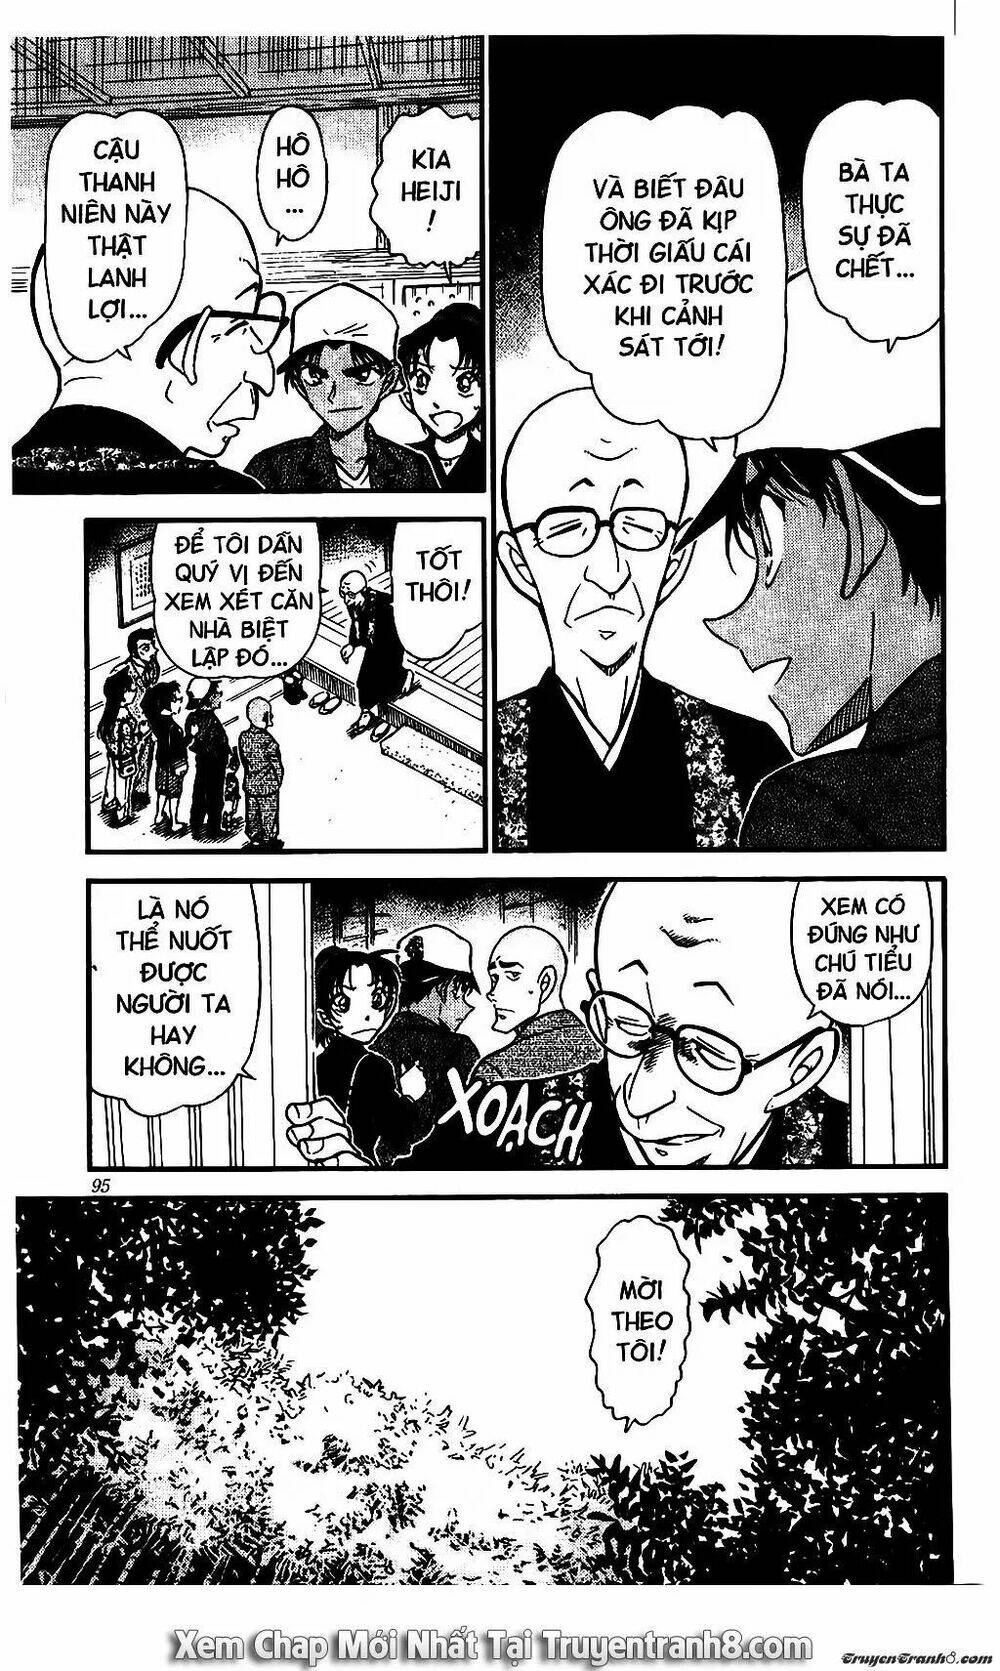 BÀ TA
THỰC
SỰ ĐÃ
CHẾT...
VÀ BIẾT ĐÂU
ÔNG ĐÃ KỊP
THỜI GIẤU CÁI
XÁC ĐI TRƯỚC
KHI CẢNH
SÁT TỚI!
KÌA
HEIJI
!
HÔ
HÔ
...
CẬU
THANH
NIÊN NÀY
THẬT
LANH
LỢI...
TỐT
THÔI!
ĐỂ TÔI DẪN
QUÝ VỊ ĐẾN
XEM XÉT CĂN
NHÀ BIỆT
LẬP ĐÓ...
XEM CÓ
ĐÚNG NHƯ
CHÚ TIỂU
ĐÃ NÓI...
LÀ NÓ
THỂ NUỐT
ĐƯỢC
NGƯỜI TA
HAY
KHÔNG...
XOẠCH
95
MỜI
THEO
TÔI!
Xem Chap Mới Nhất Tại Truyentranh8.com
TruyenTranh8.com